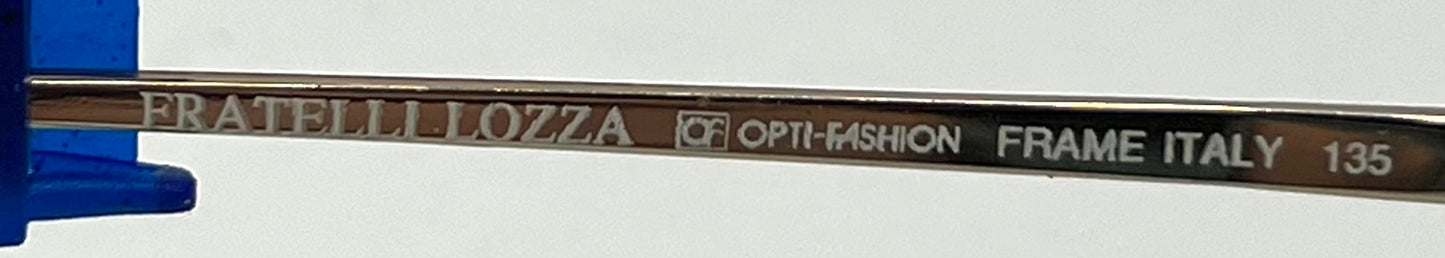 FRATELLI LOZZA OF OPTI-FASHION FRAME ITALY 135